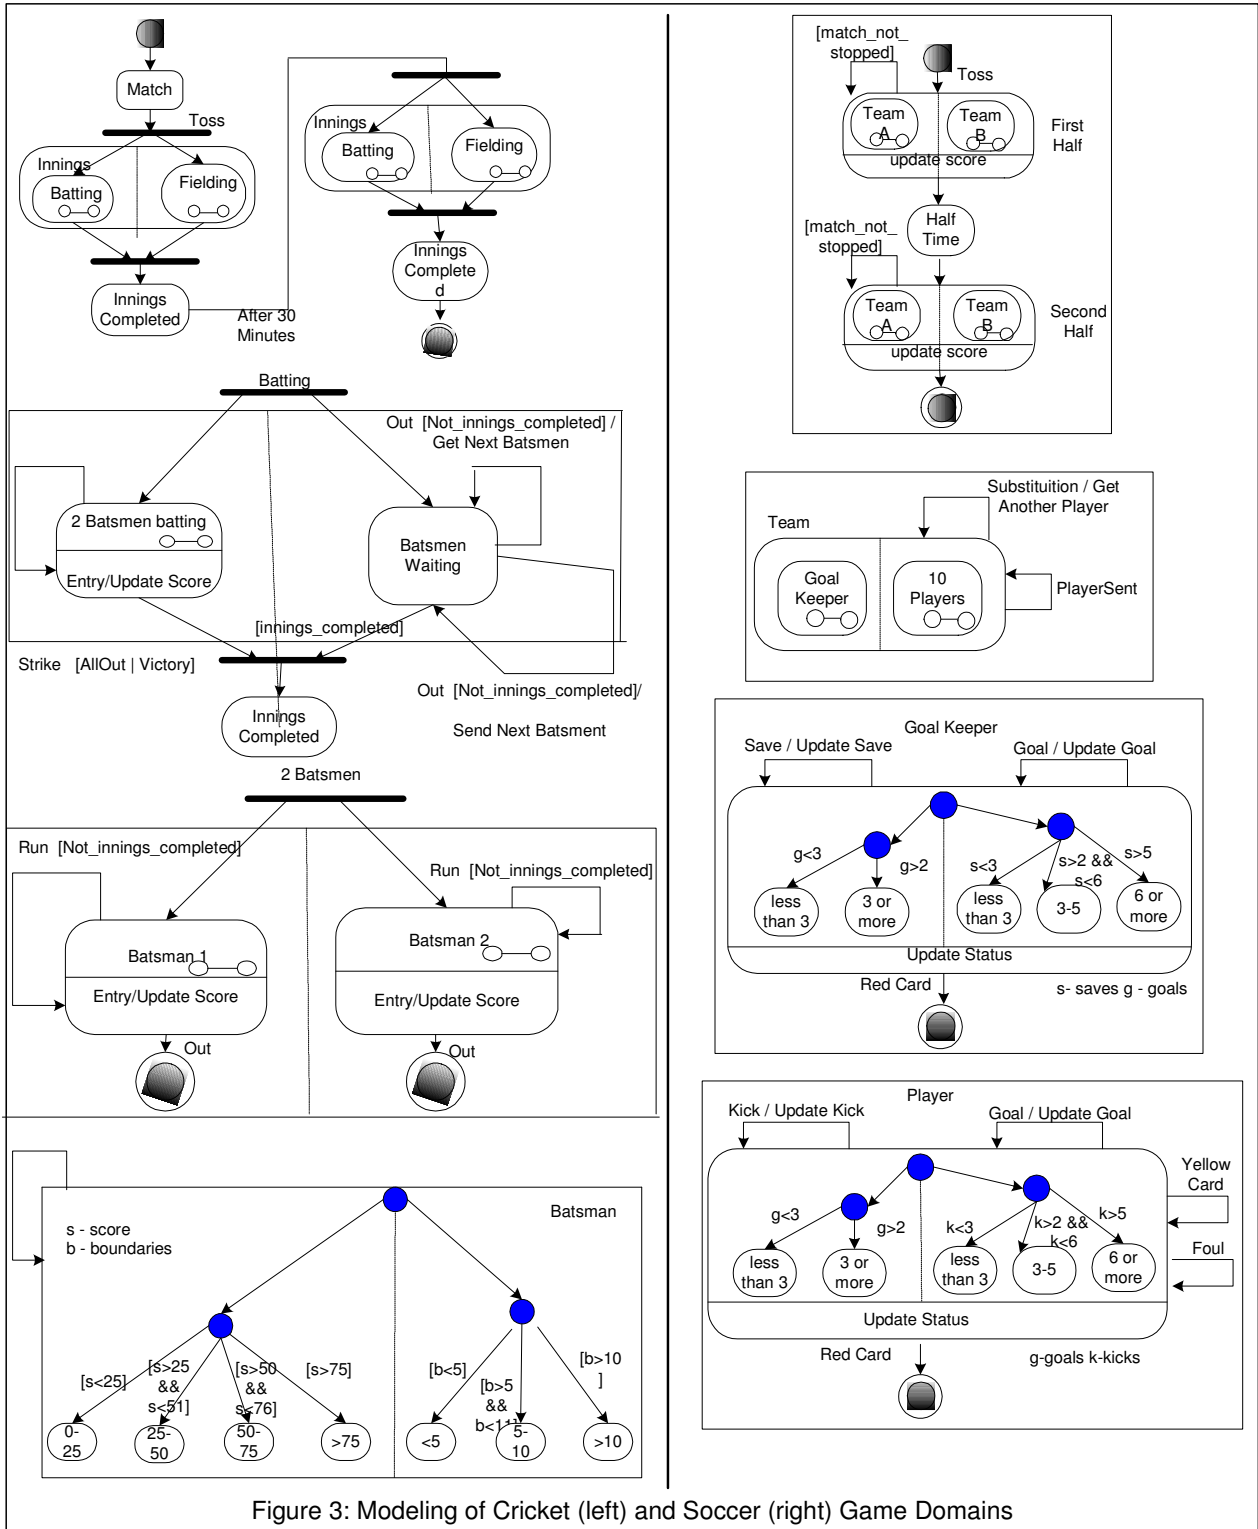 Match
Toss
Innings
Batting
Fielding
Innings
Completed
After 30
Minutes
Innings
Batting
Fielding
Innings
Complete
d
Batting
Out [Not_innings_completed] /
Get Next Batsmen
2 Batsmen batting
Entry/Update Score
Batsmen
Waiting
[innings_completed]
Strike [AllOut | Victory]
Out [Not_innings_completed]/
Send Next Batsment
Innings
Completed
2 Batsmen
Run [Not_innings_completed]
Run [Not_innings_completed]
Batsman 1
Entry/Update Score
Batsman 2
Entry/Update Score
Out
Out
s - score
b - boundaries
Batsman
[s<25]
[s>25
&&
s<51]
[s>50
&&
s<76]
[s>75]
[b<5]
[b>5
&&
b<11]
[b>10
]
0-
25
25-
50
50-
75
>75
<5
5-
10
>10
[match_not_
stopped]
Toss
Team
A
Team
B
update score
First
Half
Half
Time
[match_not_
stopped]
Team
A
Team
B
update score
Second
Half
Substituition / Get
Another Player
Team
Goal
Keeper
10
Players
PlayerSent
Goal Keeper
Save / Update Save
Goal / Update Goal
g<3
g>2
s<3
s>2 &&
s<6
s>5
less
than 3
3 or
more
less
than 3
3-5
6 or
more
Update Status
Red Card
s- saves g - goals
Player
Kick / Update Kick
Goal / Update Goal
Yellow
Card
Foul
g<3
g>2
k<3
k>2 &&
k<6
k>5
less
than 3
3 or
more
less
than 3
3-5
6 or
more
Update Status
Red Card
g-goals k-kicks
Figure 3: Modeling of Cricket (left) and Soccer (right) Game Domains